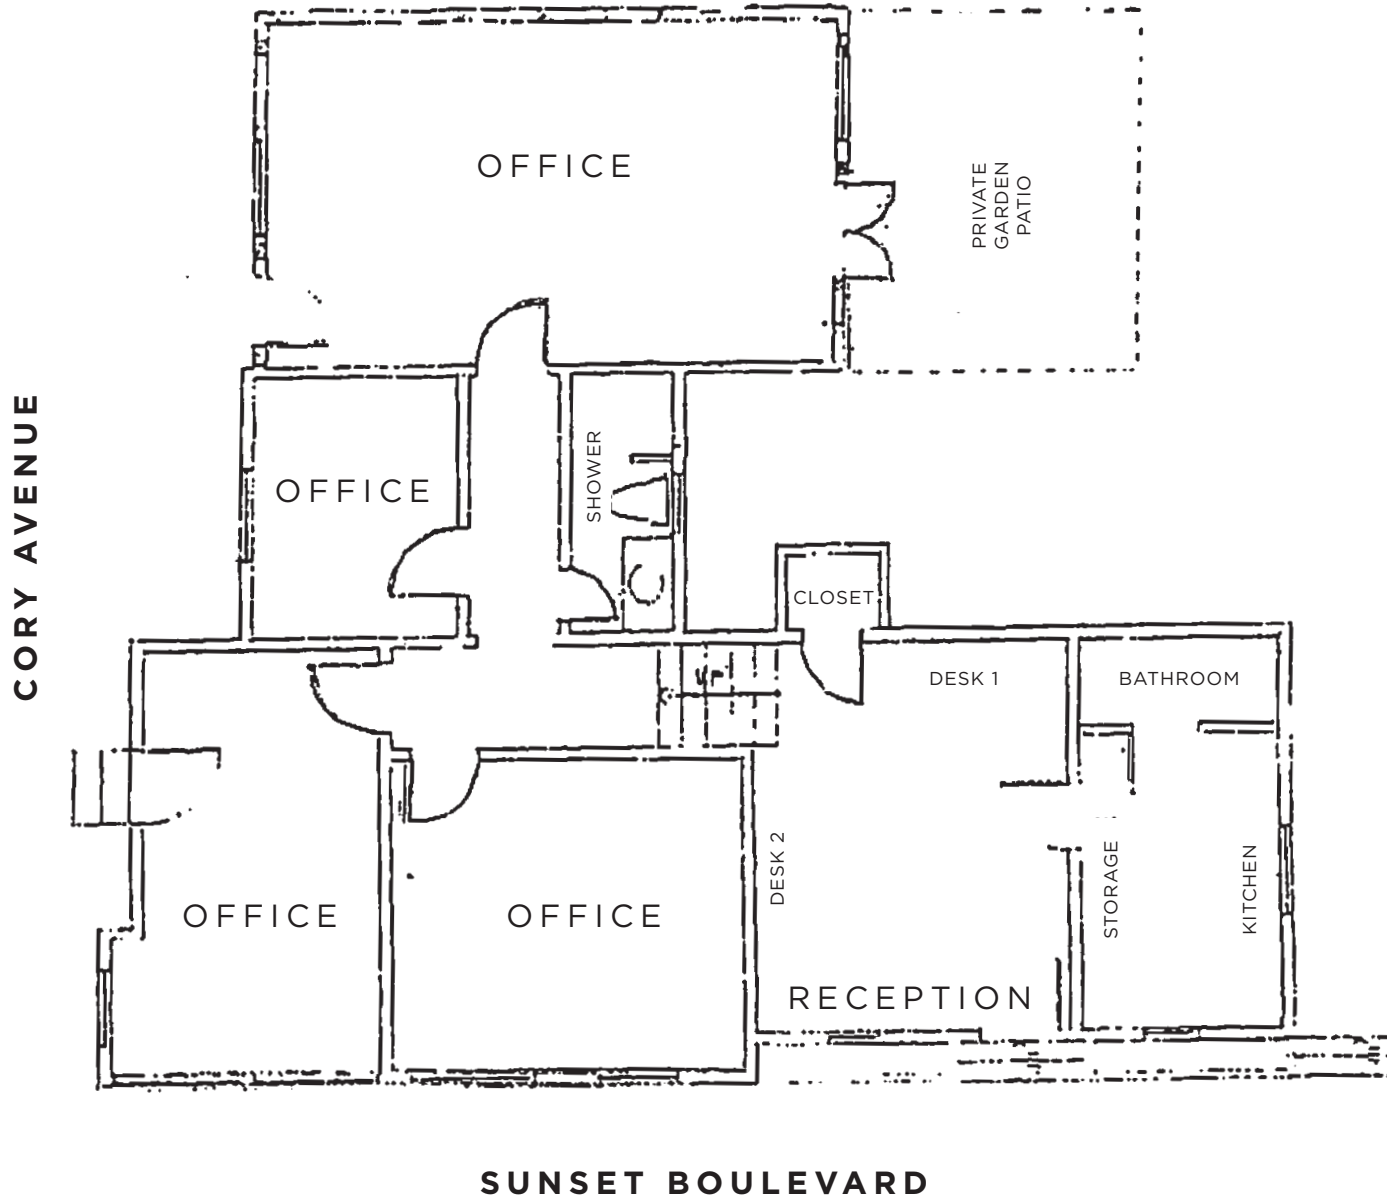 OFFICE
PRIVATE
GARDEN
PATIO
CORY AVENUE
OFFICE
SHOWER
CLOSET
UP
DESK 1
BATHROOM
DESK 2
STORAGE
KITCHEN
OFFICE
OFFICE
RECEPTION
SUNSET BOULEVARD